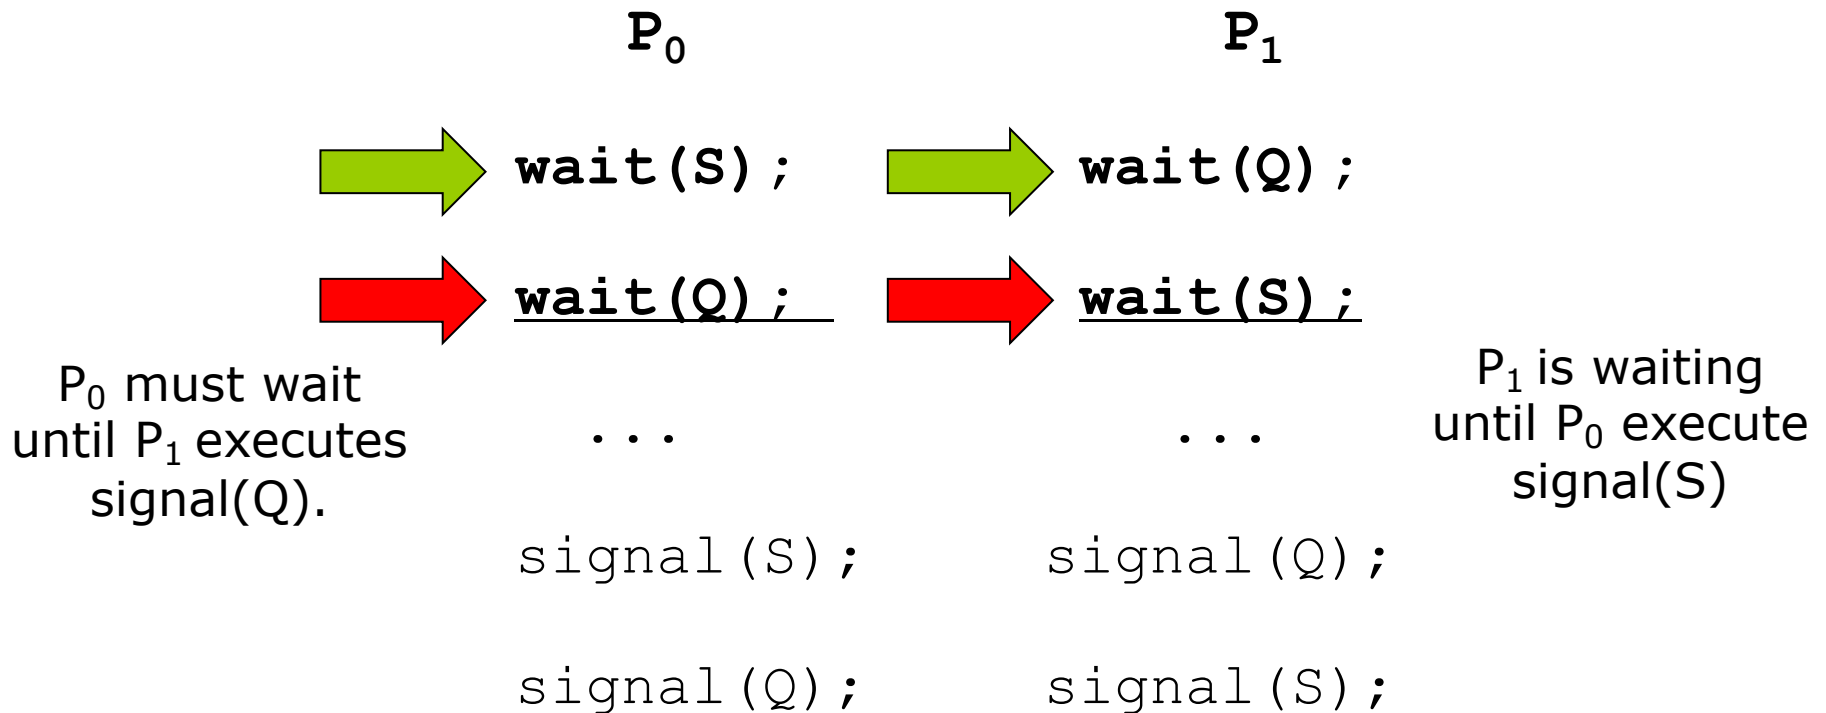 P0 P1
wait(S); wait(Q);
wait(Q); wait(S);
P0 must wait
until P1 executes
signal(Q).
... ...
P1 is waiting
until P0 execute
signal(S)
signal(S); signal(Q);
signal(Q); signal(S);